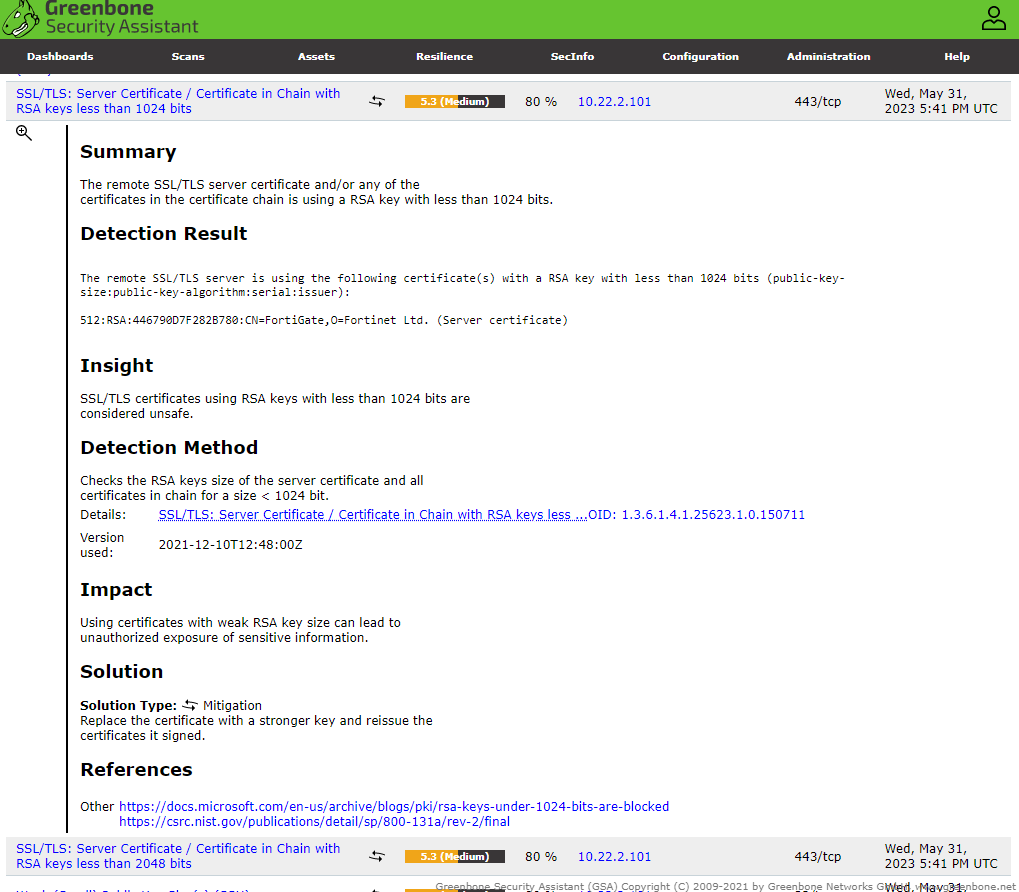 Greenbone
Security Assistant
Dashboards Scans Assets Resilience SecInfo Configuration Administration Help
SSL/TLS: Server Certificate / Certificate in Chain with
RSA keys less than 1024 bits
5.3 (Medium) 80 % 10.22.2.101 443/tcp
Wed, May 31,
2023 5:41 PM UTC
Summary
The remote SSL/TLS server certificate and/or any of the
certificates in the certificate chain is using a RSA key with less than 1024 bits.
Detection Result
The remote SSL/TLS server is using the following certificate(s) with a RSA key with less than 1024 bits (public-key-
size:public-key-algorithm:serial:issuer):
512:RSA:446790D7F282B780:CN=FortiGate,O=Fortinet Ltd. (Server certificate)
Insight
SSL/TLS certificates using RSA keys with less than 1024 bits are
considered unsafe.
Detection Method
Checks the RSA keys size of the server certificate and all
certificates in chain for a size < 1024 bit.
Details: SSL/TLS: Server Certificate / Certificate in Chain with RSA keys less ...OID: 1.3.6.1.4.1.25623.1.0.150711
Version
used: 2021-12-10T12:48:00Z
Impact
Using certificates with weak RSA key size can lead to
unauthorized exposure of sensitive information.
Solution
Solution Type: Mitigation
Replace the certificate with a stronger key and reissue the
certificates it signed.
References
Other https://docs.microsoft.com/en-us/archive/blogs/pki/rsa-keys-under-1024-bits-are-blocked
https://csrc.nist.gov/publications/detail/sp/800-131a/rev-2/final
SSL/TLS: Server Certificate / Certificate in Chain with
RSA keys less than 2048 bits
5.3 (Medium) 80 % 10.22.2.101 443/tcp
Wed, May 31,
2023 5:41 PM UTC
Wed, May 31,
Greenbone Security Assistant (GSA) Copyright (C) 2009-2021 by Greenbone Networks GmbH, www.greenbone.net